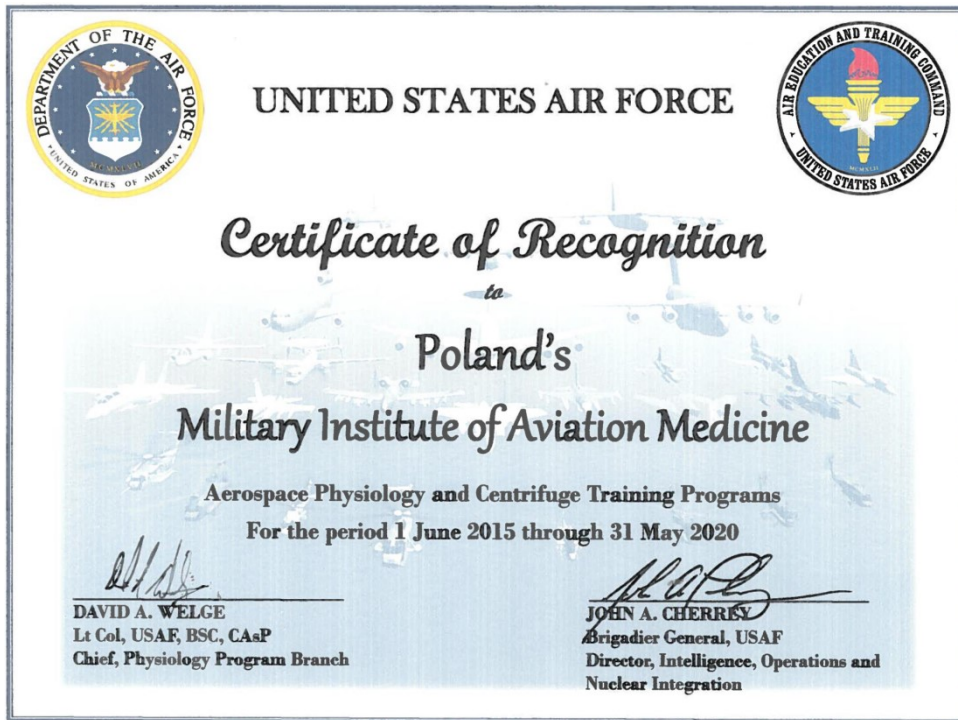 DEPARTMENT OF THE AIR FORCE
MCMXLVII
UNITED STATES OF AMERICA
UNITED STATES AIR FORCE
AIR EDUCATION AND TRAINING COMMAND
MCMXLII
UNITED STATES AIR FORCE
Certificate of Recognition
to
Poland's
Military Institute of Aviation Medicine
Aerospace Physiology and Centrifuge Training Programs
For the period 1 June 2015 through 31 May 2020
DAVID A. WELGE
Lt Col, USAF, BSC, CAsP
Chief, Physiology Program Branch
JOHN A. CHERREY
Brigadier General, USAF
Director, Intelligence, Operations and
Nuclear Integration